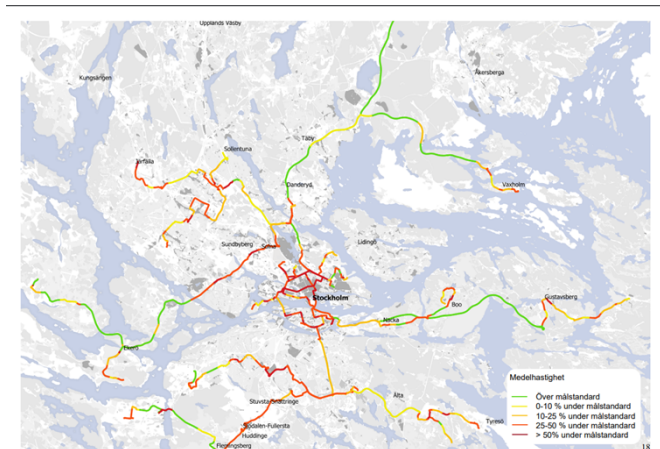 Upplands Väsby
Kungsängen
Åkersberga
Täby
Sollentuna
Järfälla
Danderyd
Vaxholm
Sundbyberg
Solna
Lidingö
Stockholm
Boo
Gustavsberg
Nacka
Ekerö
Medelhastighet
Över målstandard
0-10 % under målstandard
10-25 % under målstandard
25-50 % under målstandard
> 50% under målstandard
Stuvsta-Snättringe
Älta
Tyresö
Huddinge
Flemingsberg
18